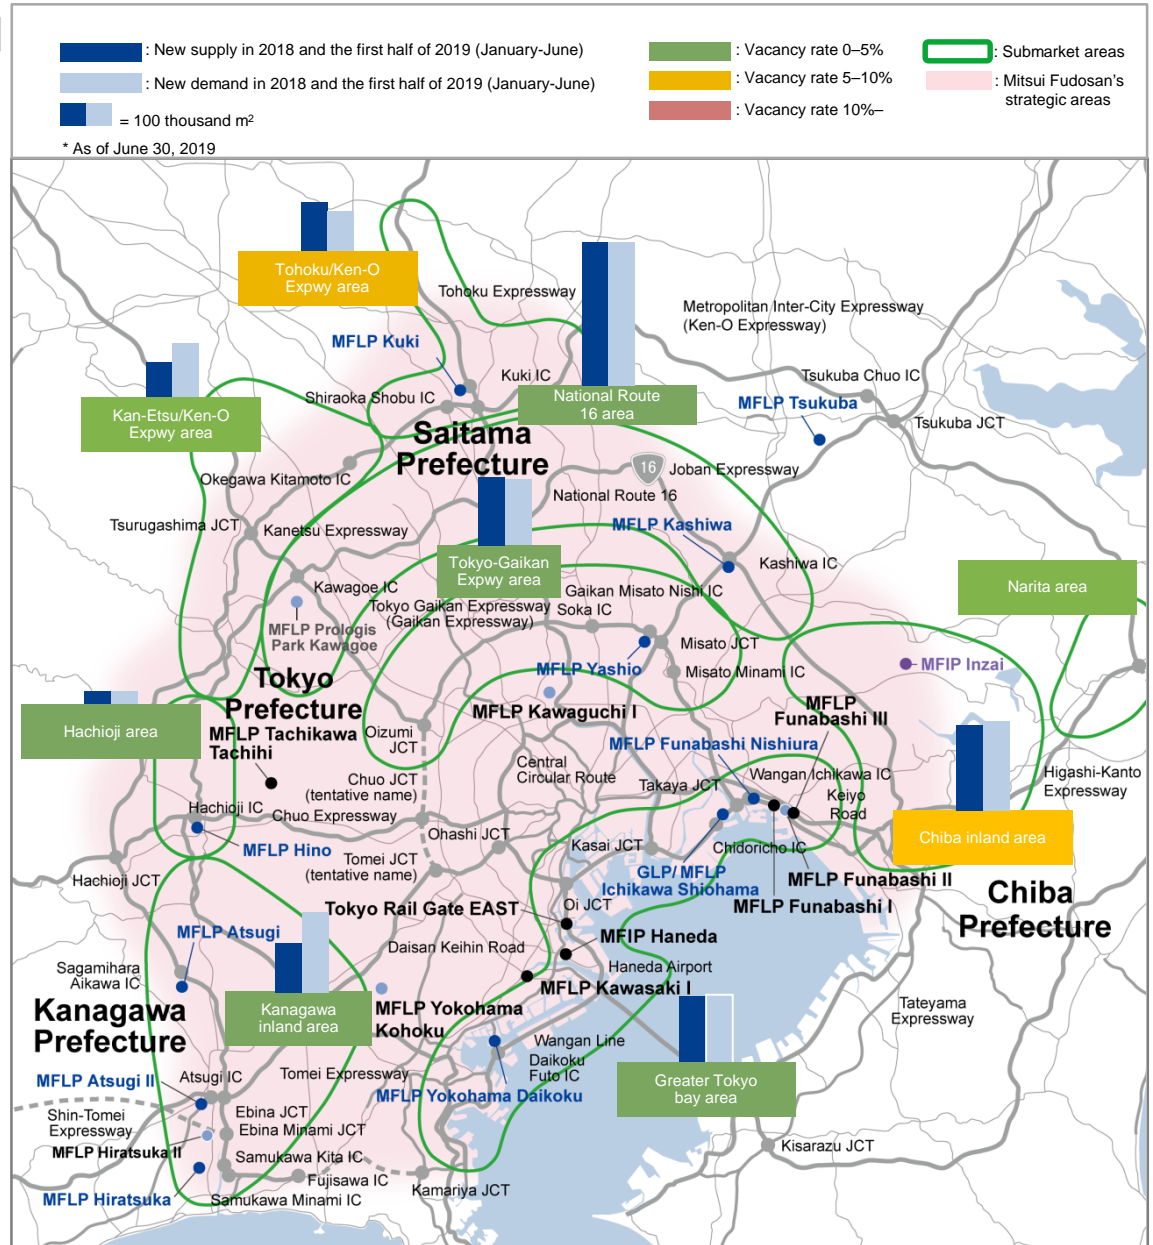 : New supply in 2018 and the first half of 2019 (January-June)
: New demand in 2018 and the first half of 2019 (January-June)
= 100 thousand m²
* As of June 30, 2019
: Vacancy rate 0–5%
: Vacancy rate 5–10%
: Vacancy rate 10%–
: Submarket areas
: Mitsui Fudosan's
strategic areas
Tohoku/Ken-O
Expwy area
Tohoku Expressway
Metropolitan Inter-City Expressway
(Ken-O Expressway)
MFLP Kuki
Kuki IC
Shiraoka Shobu IC
National Route
16 area
Tsukuba Chuo IC
MFLP Tsukuba
Tsukuba JCT
Kan-Etsu/Ken-O
Expwy area
Saitama
Prefecture
Okegawa Kitamoto IC
16
Joban Expressway
National Route 16
Tsurugashima JCT
Kanetsu Expressway
MFLP Kashiwa
Kashiwa IC
Tokyo-Gaikan
Expwy area
Kawagoe IC
Gaikan Misato Nishi IC
Tokyo Gaikan Expressway
(Gaikan Expressway)
Soka IC
MFLP Prologis
Park Kawagoe
Narita area
Misato JCT
MFLP Yashio
Misato Minami IC
MFIP Inzai
Tokyo
Prefecture
MFLP Kawaguchi I
MFLP
Funabashi III
Hachioji area
MFLP Tachikawa
Tachihi
Oizumi
JCT
MFLP Funabashi Nishiura
Central
Circular Route
Chuo JCT
(tentative name)
Takaya JCT
Wangan Ichikawa IC
Keiyo
Road
Higashi-Kanto
Expressway
Hachioji IC
Chuo Expressway
Ohashi JCT
Kasai JCT
Chidoricho IC
Chiba inland area
MFLP Hino
Tomei JCT
(tentative name)
GLP/ MFLP
Ichikawa Shiohama
MFLP Funabashi II
Hachioji JCT
MFLP Funabashi I
Chiba
Prefecture
Oi JCT
Tokyo Rail Gate EAST
MFLP Atsugi
Daisan Keihin Road
MFIP Haneda
Sagamihara
Aikawa IC
Haneda Airport
MFLP Kawasaki I
Kanagawa
Prefecture
Kanagawa
inland area
MFLP Yokohama
Kohoku
Tateyama
Expressway
Wangan Line
Daikoku
Futo IC
MFLP Atsugi II
Atsugi IC
Tomei Expressway
MFLP Yokohama Daikoku
Greater Tokyo
bay area
Shin-Tomei
Expressway
Ebina JCT
Ebina Minami JCT
MFLP Hiratsuka II
Samukawa Kita IC
Kisarazu JCT
Fujisawa IC
MFLP Hiratsuka
Samukawa Minami IC
Kamariya JCT